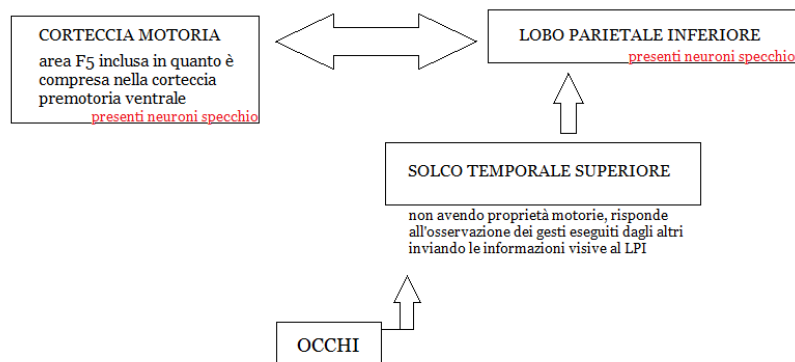 CORTECCIA MOTORIA
area F5 inclusa in quanto è
compresa nella corteccia
premotoria ventrale
presenti neuroni specchio
LOBO PARIETALE INFERIORE
presenti neuroni specchio
SOLCO TEMPORALE SUPERIORE
non avendo proprietà motorie, risponde
all'osservazione dei gesti eseguiti dagli altri
inviando le informazioni visive al LPI
OCCHI